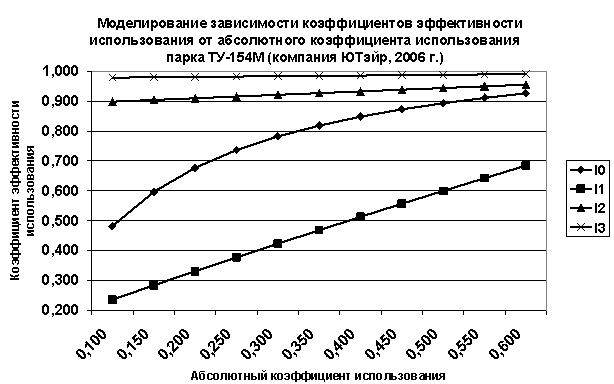 Моделирование зависимости коэффициентов эффективности
использования от абсолютного коэффициента использования
парка ТУ-154М (компания ЮТэйр, 2006 г.)
Коэффициент эффективности
использования
1,000
0,900
0,800
0,700
0,600
0,500
0,400
0,300
0,200
0,100
0,150
0,200
0,250
0,300
0,350
0,400
0,450
0,500
0,550
0,600
Абсолютный коэффициент использования
I0
I1
I2
I3